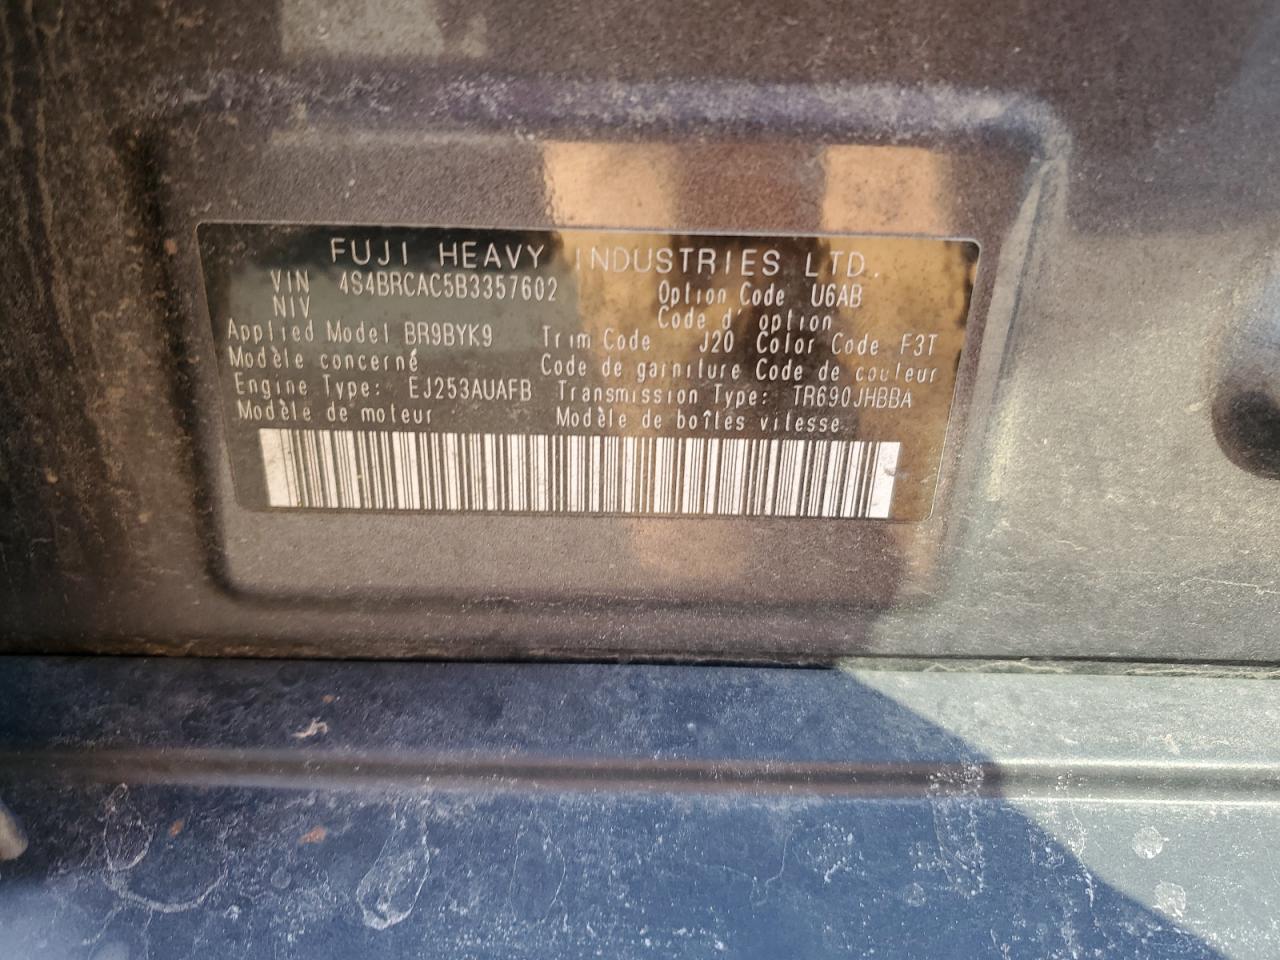 FUJI HEAVY INDUSTRIES LTD.
VIN 4S4BRCAC5B3357602 Option Code U6AB
NIV Code d' option
Applied Model BR9BYK9 Trim Code J20 Color Code F3T
Modèle concerné Code de garniture Code de couleur
Engine Type: EJ253AUAFB Transmission Type: TR690JHBBA
Modèle de moteur Modèle de boîtes vitesse